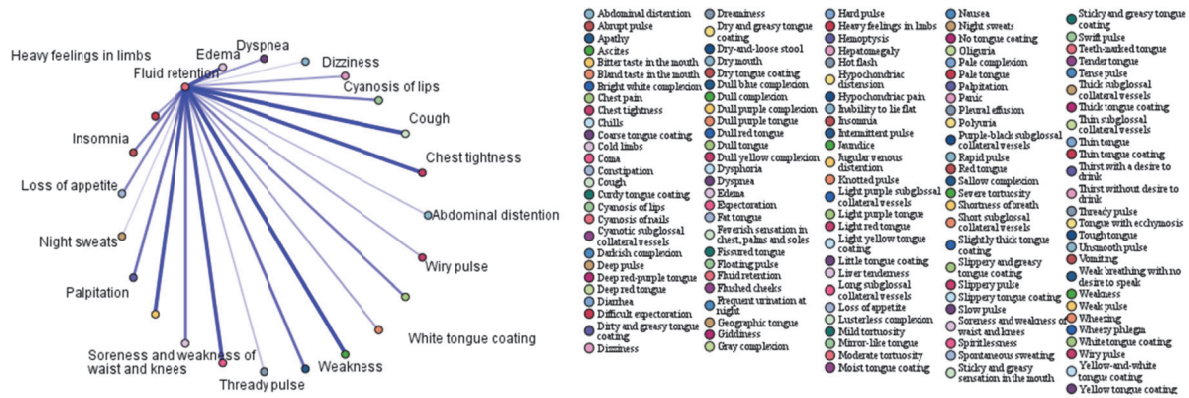 Dyspnea
Edema
Heavy feelings in limbs
Dizziness
Fluid retention
Cyanosis of lips
Cough
Insomnia
Chest tightness
Loss of appetite
Abdominal distention
Night sweats
Wiry pulse
Palpitation
White tongue coating
Soreness and weakness of
waist and knees
Weakness
Thready pulse
Abdominal distention
Abrupt pulse
Apathy
Ascites
Bitter taste in the mouth
Bland taste in the mouth
Bright white complexion
Chest pain
Chest tightness
Chills
Coarse tongue coating
Cold limbs
Coma
Constipation
Cough
Curdy tongue coating
Cyanosis of lips
Cyanosis of nails
Cyanotic subglossal
collateral vessels
Darkish complexion
Deep pulse
Deep red-purple tongue
Deep red tongue
Diarrhea
Difficult expectoration
Dirty and greasy tongue
coating
Dizziness
Dreaminess
Dry and greasy tongue
coating
Dry-and-loose stool
Dry mouth
Dry tongue coating
Dull blue complexion
Dull complexion
Dull purple complexion
Dull purple tongue
Dull red tongue
Dull tongue
Dull yellow complexion
Dysphoria
Dyspnea
Edema
Expectoration
Fat tongue
Feverish sensation in
chest, palms and soles
Fissured tongue
Floating pulse
Fluid retention
Flushed cheeks
Frequent urination at
night
Geographic tongue
Giddiness
Gray complexion
Hard pulse
Heavy feelings in limbs
Hemoptysis
Hepatomegaly
Hot flash
Hypochondriac
distension
Hypochondriac pain
Inability to lie flat
Insomnia
Intermittent pulse
Jaundice
Jugular venous
distention
Knotted pulse
Light purple subglossal
collateral vessels
Light purple tongue
Light red tongue
Light yellow tongue
coating
Little tongue coating
Liver tenderness
Long subglossal
collateral vessels
Loss of appetite
Lusterless complexion
Mild tortuosity
Mirror-like tongue
Moderate tortuosity
Moist tongue coating
Nausea
Night sweats
No tongue coating
Oliguria
Pale complexion
Pale tongue
Palpitation
Panic
Pleural effusion
Polyuria
Purple-black subglossal
collateral vessels
Rapid pulse
Red tongue
Sallow complexion
Severe tortuosity
Shortness of breath
Short subglossal
collateral vessels
Slightly thick tongue
coating
Slippery and greasy
tongue coating
Slippery pulse
Slippery tongue coating
Slow pulse
Soreness and weakness of
waist and knees
Spiritlessness
Spontaneous sweating
Sticky and greasy
sensation in the mouth
Sticky and greasy tongue
coating
Swift pulse
Teeth-marked tongue
Tender tongue
Tense pulse
Thick subglossal
collateral vessels
Thick tongue coating
Thin subglossal
collateral vessels
Thin tongue
Thin tongue coating
Thirst with a desire to
drink
Thirst without desire to
drink
Thready pulse
Tongue with ecchymosis
Tough tongue
Unsmooth pulse
Vomiting
Weak breathing with no
desire to speak
Weakness
Weak pulse
Wheezing
Wheezy phlegm
White tongue coating
Wiry pulse
Yellow-and-white
tongue coating
Yellow tongue coating